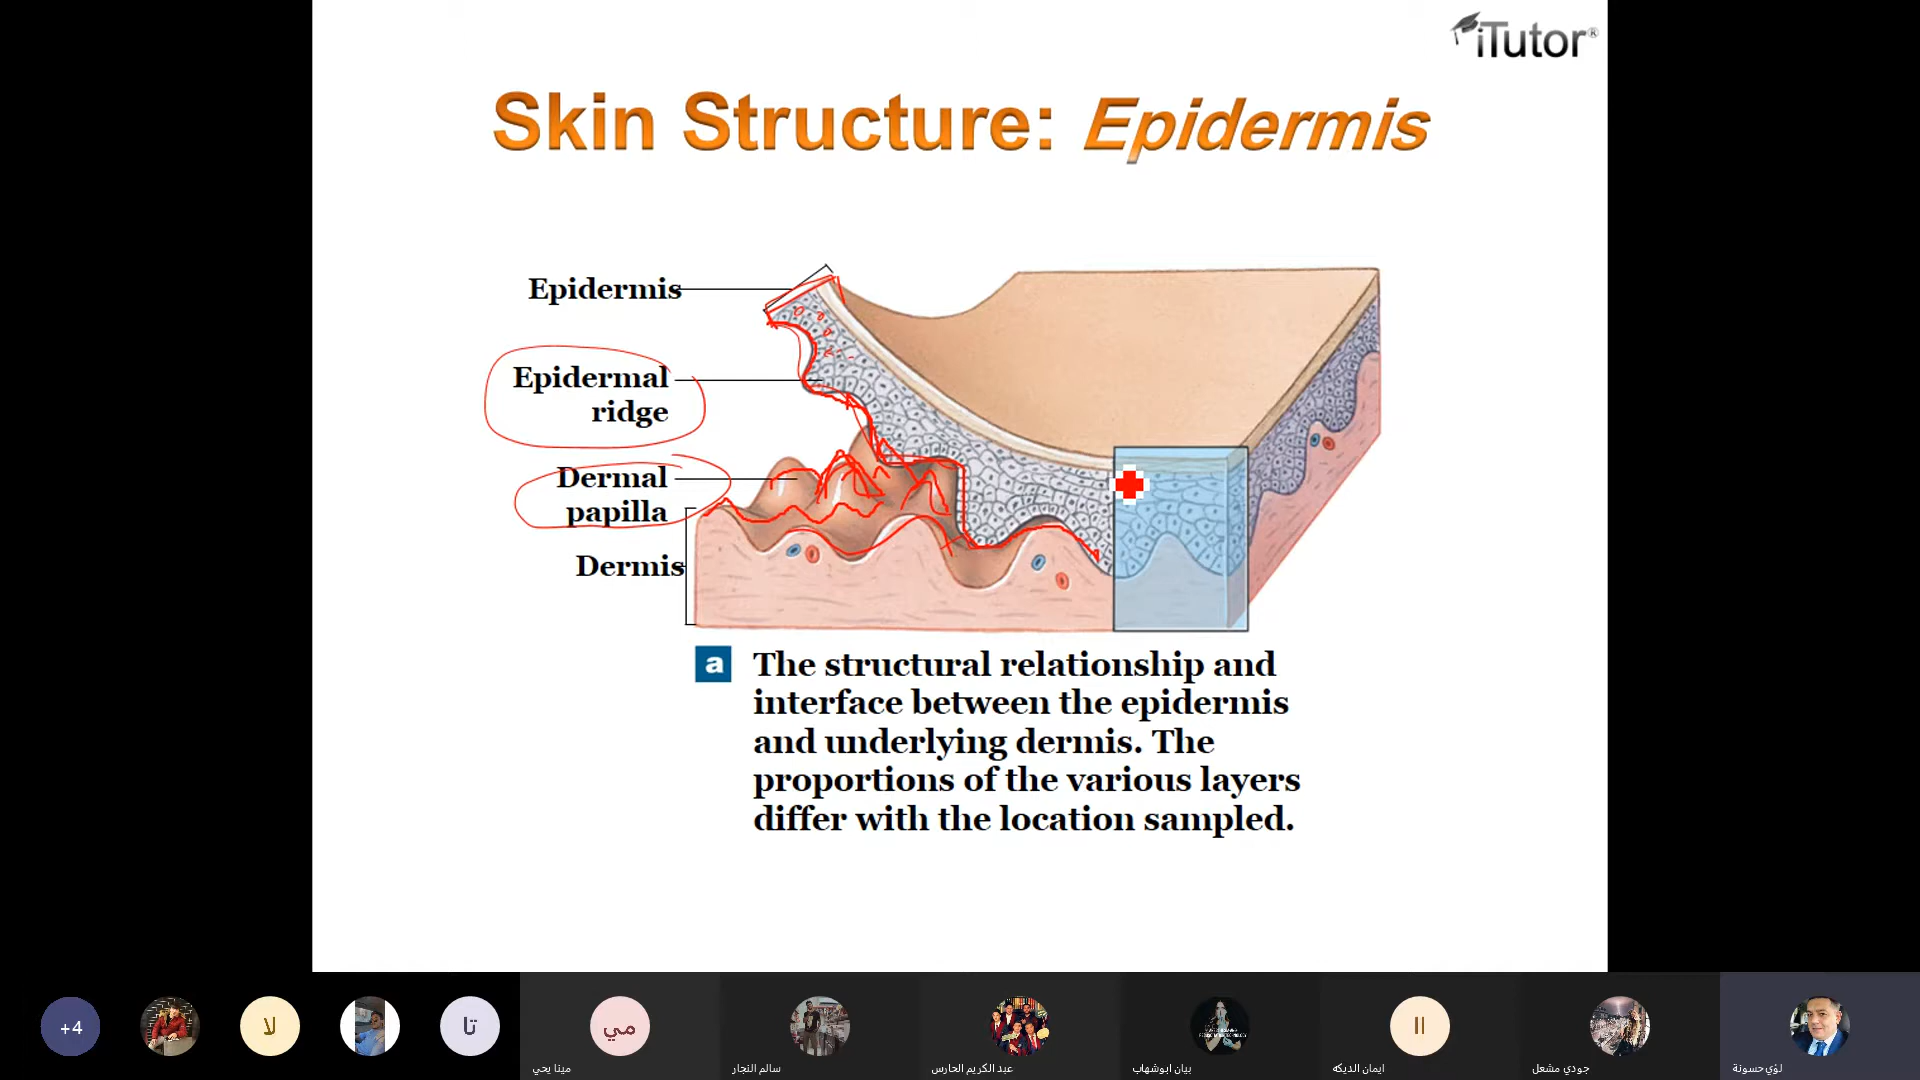 iTutor®
Skin Structure: Epidermis
Epidermis
Epidermal
ridge
Dermal
papilla
Dermis
a
The structural relationship and
interface between the epidermis
and underlying dermis. The
proportions of the various layers
differ with the location sampled.
+4
لا
تا
مي
اا
مينا يحي
سالم النجار
عبد الكريم الحارس
بيان ابوشهاب
ايمان الديكه
جودي مشعل
لؤي حسونة